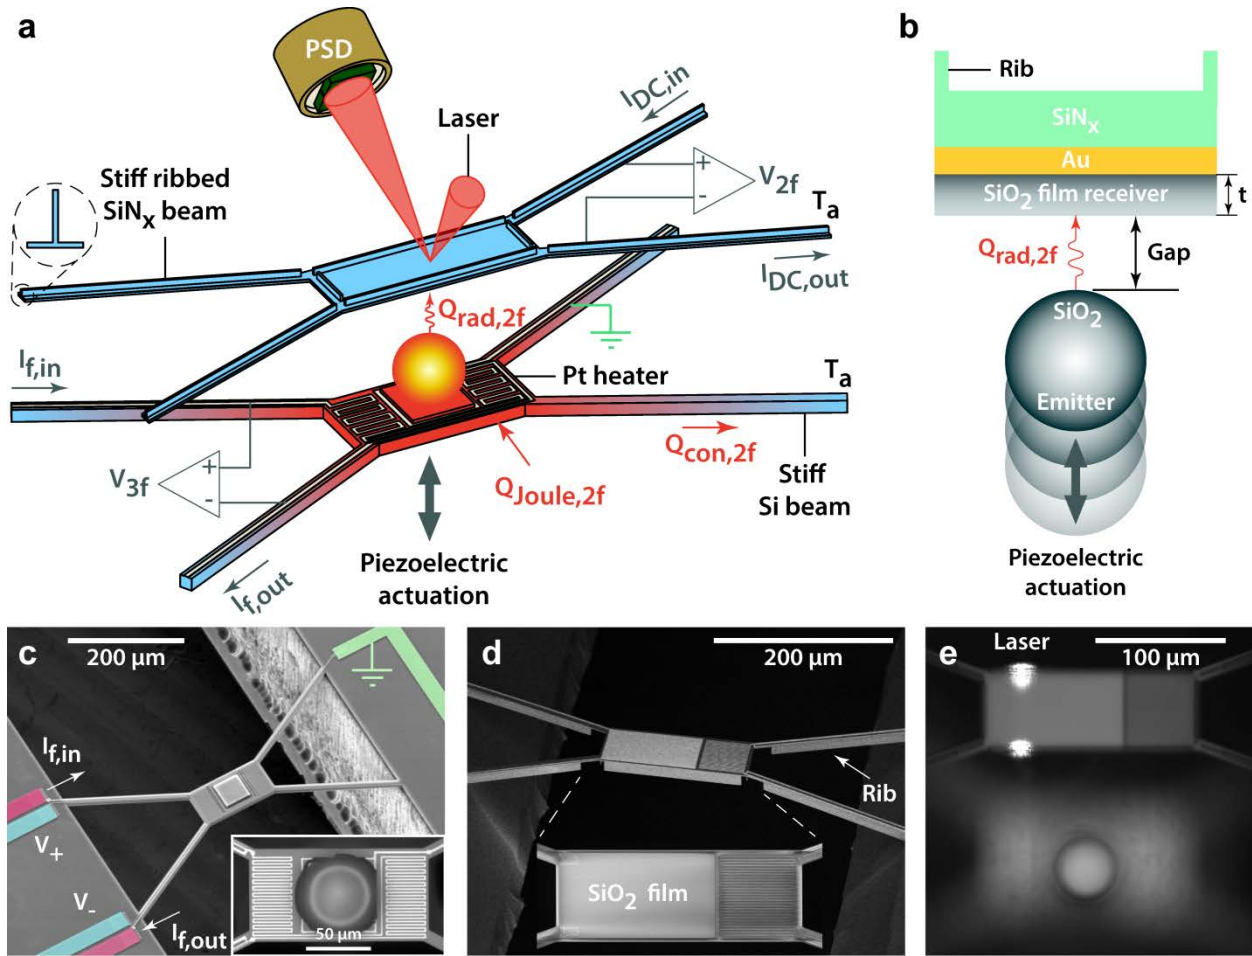 a
PSD
Laser
I_DC,in
+
-
V_2f
Stiff ribbed
SiN_x beam
T_a
I_DC,out
Q_rad,2f
I_f,in
Pt heater
T_a
Q_con,2f
V_3f
+
-
Q_Joule,2f
Stiff
Si beam
I_f,out
Piezoelectric
actuation
b
Rib
SiN_x
Au
SiO_2 film receiver
t
Q_rad,2f
Gap
SiO_2
Emitter
Piezoelectric
actuation
c
200 μm
I_f,in
V_+
V_-
I_f,out
50 μm
d
200 μm
Rib
SiO_2 film
e
Laser
100 μm